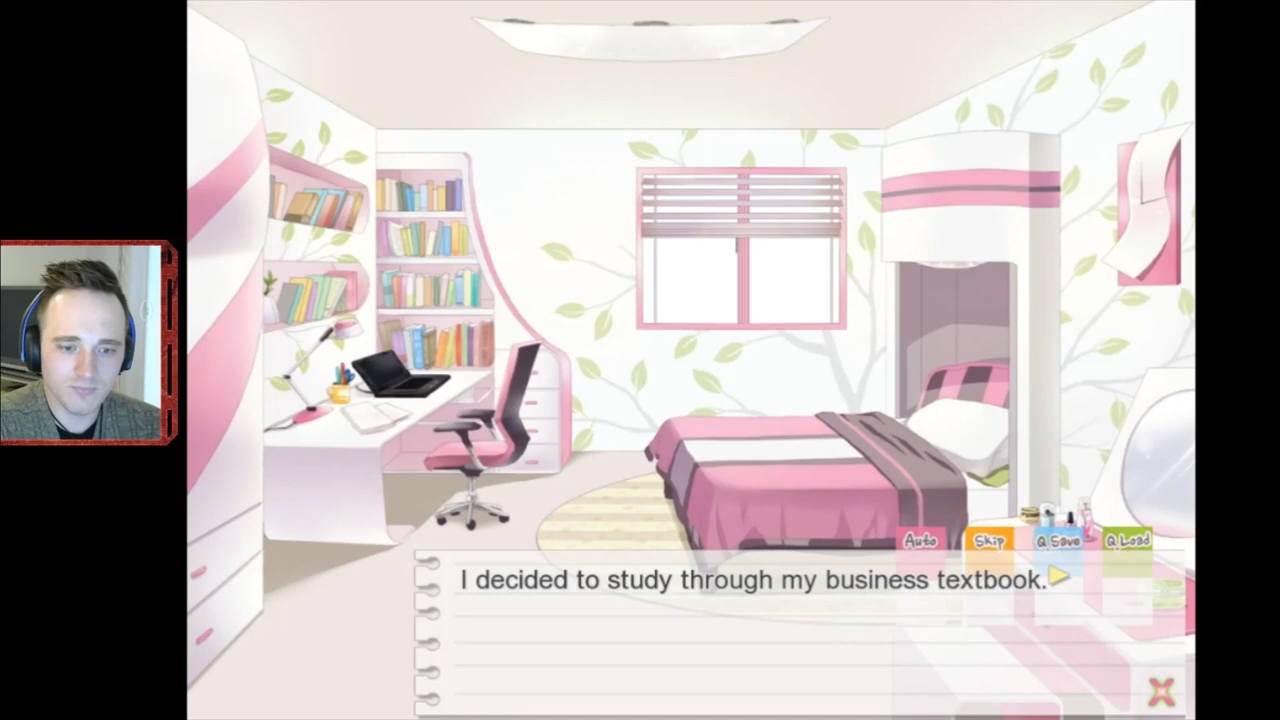 Auto Skip Q.Save Q.Load
I decided to study through my business textbook.